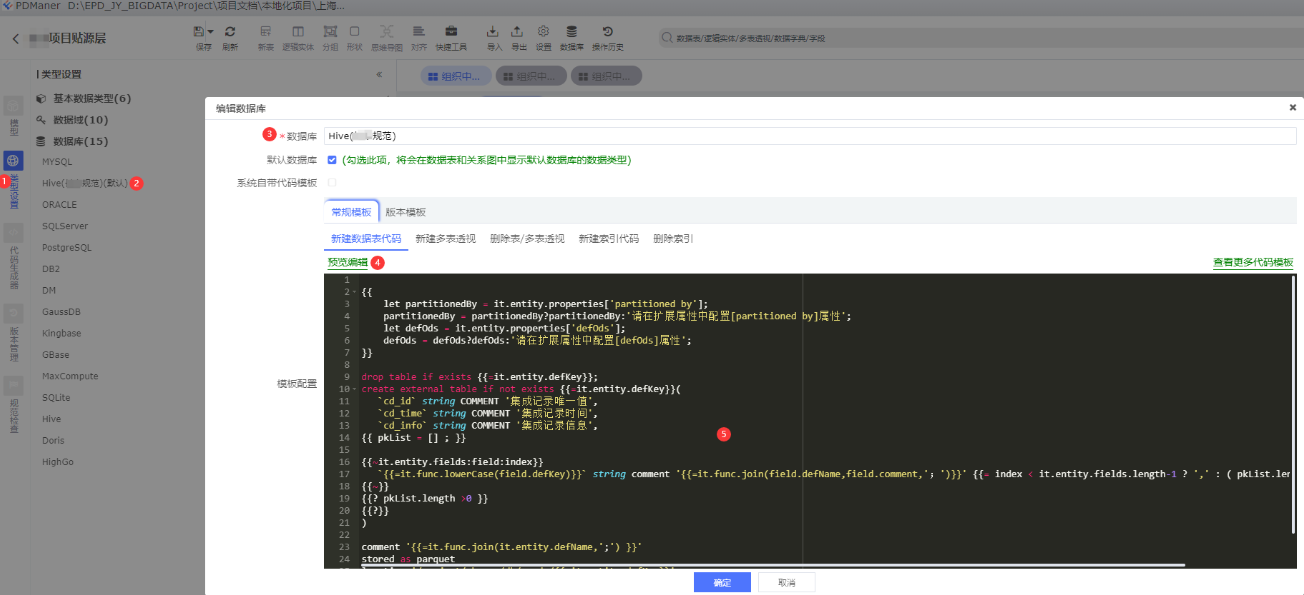 PDManer D:\EPD_JY_BIGDATA\Project\项目文档\本地化项目\上海...
项目贴源层
保存 刷新 新表 逻辑实体 分组 形状 思维导图 对齐 快捷工具 导入 导出 设置 数据库 操作历史
数据表/逻辑实体/多表透视/数据字典/字段
类型设置
«
组织中... 组织中... 组织中...
模型
1
类型设置
代码生成器
版本管理
规范检查
基本数据类型(6)
数据域(10)
数据库(15)
MYSQL
Hive( 规范)(默认) 2
ORACLE
SQLServer
PostgreSQL
DB2
DM
GaussDB
Kingbase
GBase
MaxCompute
SQLite
Hive
Doris
HighGo
编辑数据库
3 * 数据库 Hive( 规范)
默认数据库 (勾选此项，将会在数据表和关系图中显示默认数据库的数据类型)
系统自带代码模板
常规模板 版本模板
新建数据表代码 新建多表透视 删除表/多表透视 新建索引代码 删除索引
预览编辑 4 查看更多代码模板
模板配置
1
2 {{
3 let partitionedBy = it.entity.properties['partitioned by'];
4 partitionedBy = partitionedBy?partitionedBy:'请在扩展属性中配置[partitioned by]属性';
5 let defOds = it.entity.properties['defOds'];
6 defOds = defOds?defOds:'请在扩展属性中配置[defOds]属性';
7 }}
8
9 drop table if exists {{=it.entity.defKey}};
10 create external table if not exists {{=it.entity.defKey}}(
11 `cd_id` string COMMENT '集成记录唯一值',
12 `cd_time` string COMMENT '集成记录时间',
13 `cd_info` string COMMENT '集成记录信息',
14 {{ pkList = [] ; }}
5
15
16 {{~it.entity.fields:field:index}}
17 `{{=it.func.lowerCase(field.defKey)}}` string comment '{{=it.func.join(field.defName,field.comment,'；')}}' {{= index < it.entity.fields.length-1 ? ',' : ( pkList.len
18 {{~}}
19 {{? pkList.length >0 }}
20 {{?}}
21 )
22
23 comment '{{=it.func.join(it.entity.defName,';') }}'
24 stored as parquet
确定 取消